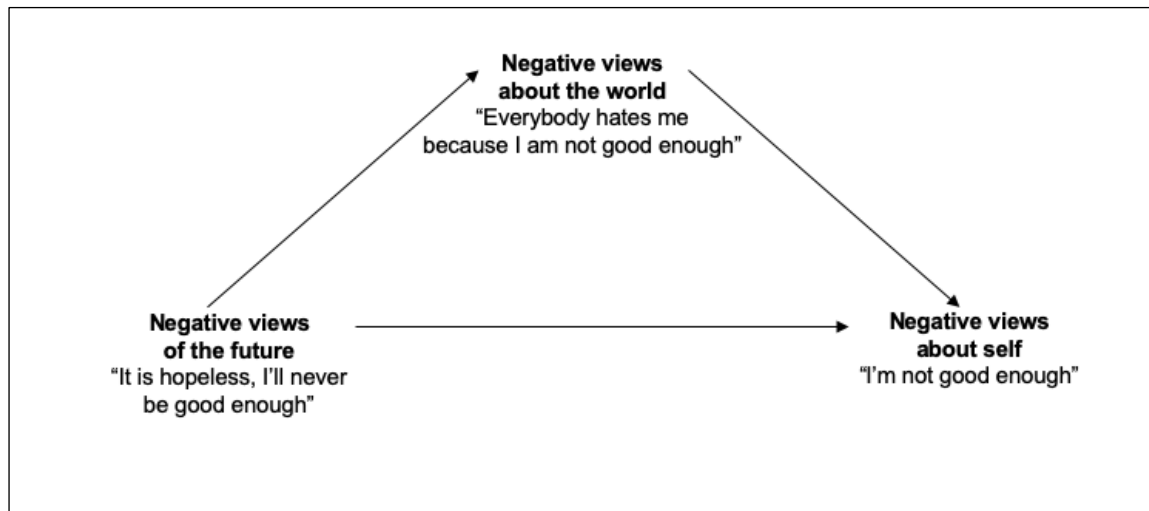 Negative views
about the world
“Everybody hates me
because I am not good enough”
Negative views
of the future
“It is hopeless, I’ll never
be good enough”
Negative views
about self
“I’m not good enough”